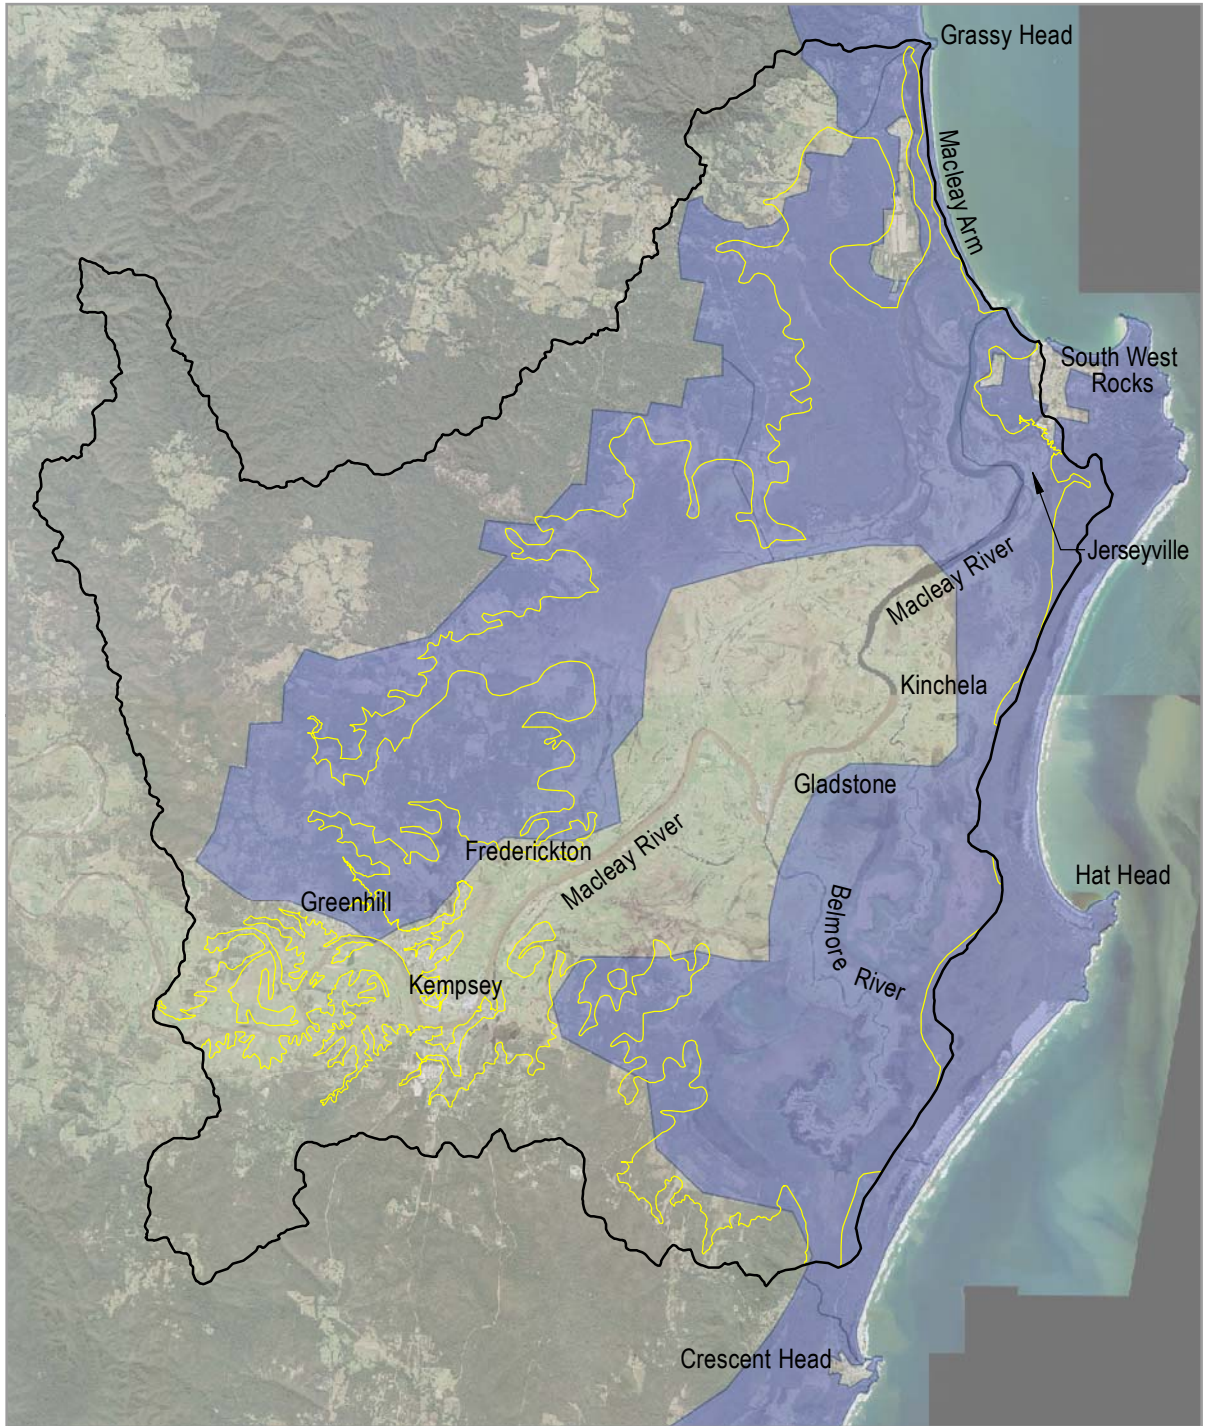 Grassy Head
Macleay Arm
South West
Rocks
Jerseyville
Macleay River
Kinchela
Gladstone
Macleay River
Frederickton
Hat Head
Belmore
River
Greenhill
Kempsey
Crescent Head